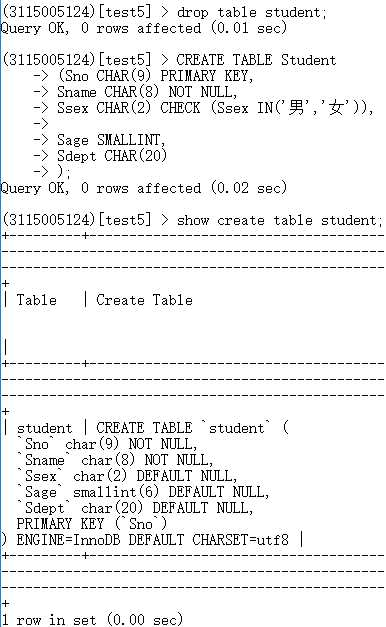 (3115005124)[test5] > drop table student;
Query OK, 0 rows affected (0.01 sec)
(3115005124)[test5] > CREATE TABLE Student
-> (Sno CHAR(9) PRIMARY KEY,
-> Sname CHAR(8) NOT NULL,
-> Ssex CHAR(2) CHECK (Ssex IN('男','女')),
->
-> Sage SMALLINT,
-> Sdept CHAR(20)
-> );
Query OK, 0 rows affected (0.02 sec)
(3115005124)[test5] > show create table student;
+---------+--------------------------------
-------------------------------------------
-------------------------------------------
+
| Table   | Create Table
|
+---------+--------------------------------
-------------------------------------------
-------------------------------------------
+
| student | CREATE TABLE `student` (
`Sno` char(9) NOT NULL,
`Sname` char(8) NOT NULL,
`Ssex` char(2) DEFAULT NULL,
`Sage` smallint(6) DEFAULT NULL,
`Sdept` char(20) DEFAULT NULL,
PRIMARY KEY (`Sno`)
) ENGINE=InnoDB DEFAULT CHARSET=utf8 |
+---------+--------------------------------
-------------------------------------------
-------------------------------------------
+
1 row in set (0.00 sec)